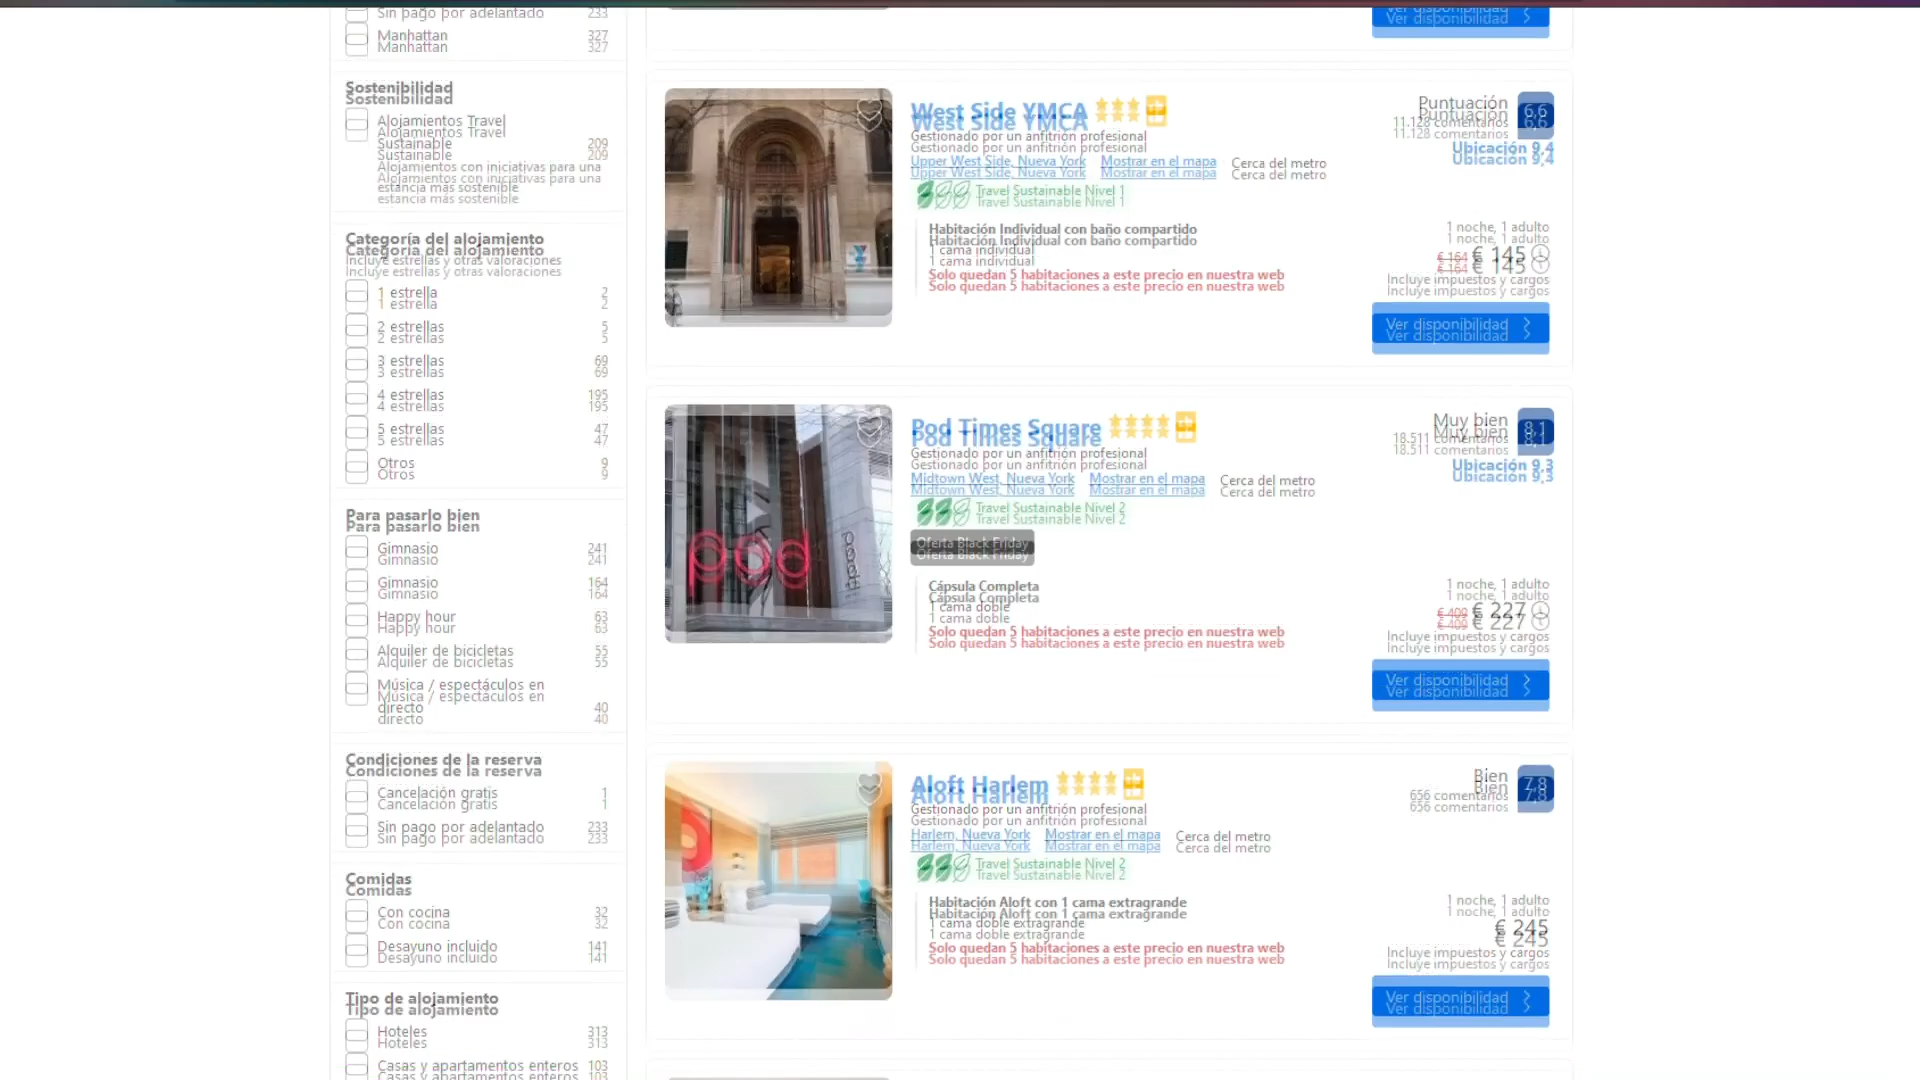 Sin pago por adelantado 233
Manhattan 327
Sostenibilidad
Alojamientos Travel
Sustainable 209
Alojamientos con iniciativas para una
estancia más sostenible
Categoría del alojamiento
Incluye estrellas y otras valoraciones
1 estrella 2
2 estrellas 5
3 estrellas 69
4 estrellas 195
5 estrellas 47
Otros 9
Para pasarlo bien
Gimnasio 241
Gimnasio 164
Happy hour 63
Alquiler de bicicletas 55
Música / espectáculos en
directo 40
Condiciones de la reserva
Cancelación gratis 1
Sin pago por adelantado 233
Comidas
Con cocina 32
Desayuno incluido 141
Tipo de alojamiento
Hoteles 313
Casas y apartamentos enteros 103
Ver disponibilidad
West Side YMCA
Gestionado por un anfitrión profesional
Upper West Side, Nueva York Mostrar en el mapa Cerca del metro
Travel Sustainable Nivel 1
Habitación Individual con baño compartido
1 cama individual
Solo quedan 5 habitaciones a este precio en nuestra web
Puntuación 6,6
11.128 comentarios
Ubicación 9,4
1 noche, 1 adulto
€ 164 € 145
Incluye impuestos y cargos
Ver disponibilidad
Pod Times Square
Gestionado por un anfitrión profesional
Midtown West, Nueva York Mostrar en el mapa Cerca del metro
Travel Sustainable Nivel 2
Oferta Black Friday
Cápsula Completa
1 cama doble
Solo quedan 5 habitaciones a este precio en nuestra web
pod
Muy bien 8,1
18.511 comentarios
Ubicación 9,3
1 noche, 1 adulto
€ 409 € 227
Incluye impuestos y cargos
Ver disponibilidad
Aloft Harlem
Gestionado por un anfitrión profesional
Harlem, Nueva York Mostrar en el mapa Cerca del metro
Travel Sustainable Nivel 2
Habitación Aloft con 1 cama extragrande
1 cama doble extragrande
Solo quedan 5 habitaciones a este precio en nuestra web
Bien 7,8
656 comentarios
1 noche, 1 adulto
€ 245
Incluye impuestos y cargos
Ver disponibilidad